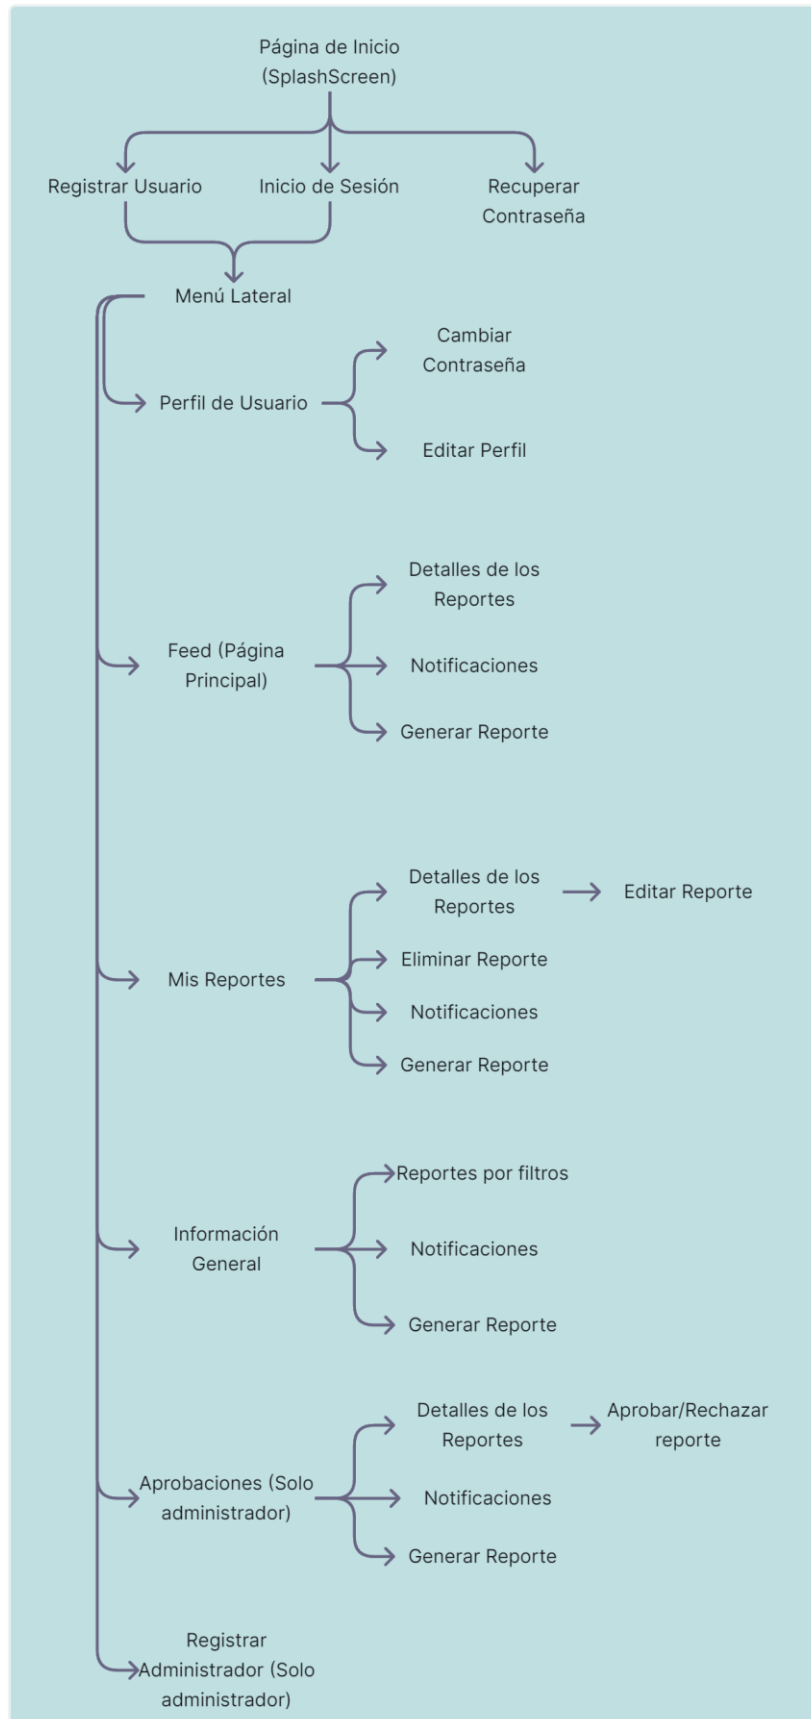 Página de Inicio
(SplashScreen)
Registrar Usuario
Inicio de Sesión
Recuperar
Contraseña
Menú Lateral
Cambiar
Contraseña
Perfil de Usuario
Editar Perfil
Detalles de los
Reportes
Feed (Página
Principal)
Notificaciones
Generar Reporte
Detalles de los
Reportes
Editar Reporte
Eliminar Reporte
Mis Reportes
Notificaciones
Generar Reporte
Reportes por filtros
Información
General
Notificaciones
Generar Reporte
Detalles de los
Reportes
Aprobar/Rechazar
reporte
Aprobaciones (Solo
administrador)
Notificaciones
Generar Reporte
Registrar
Administrador (Solo
administrador)